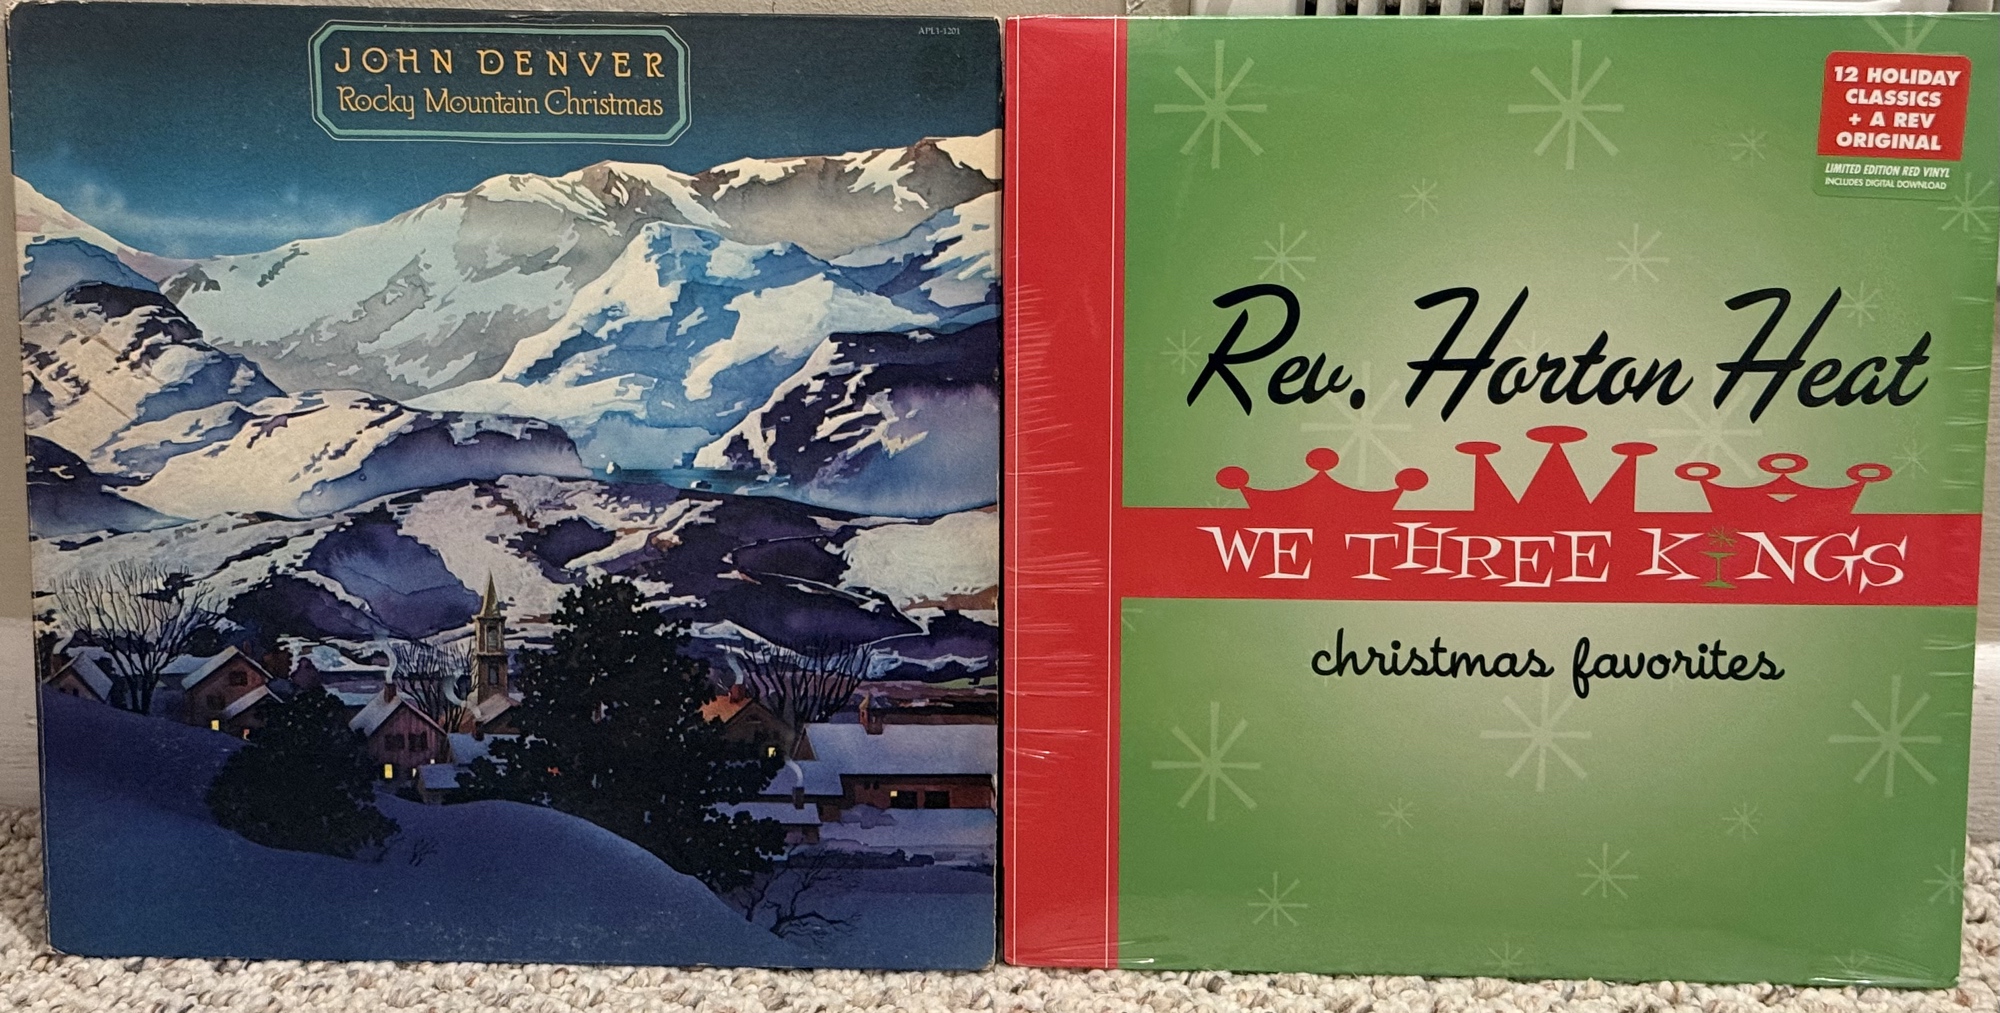 JOHN DENVER
Rocky Mountain Christmas
APL1-1201
12 HOLIDAY
CLASSICS
+ A REV
ORIGINAL
LIMITED EDITION RED VINYL
INCLUDES DIGITAL DOWNLOAD
Rev. Horton Heat
WE THREE KINGS
christmas favorites